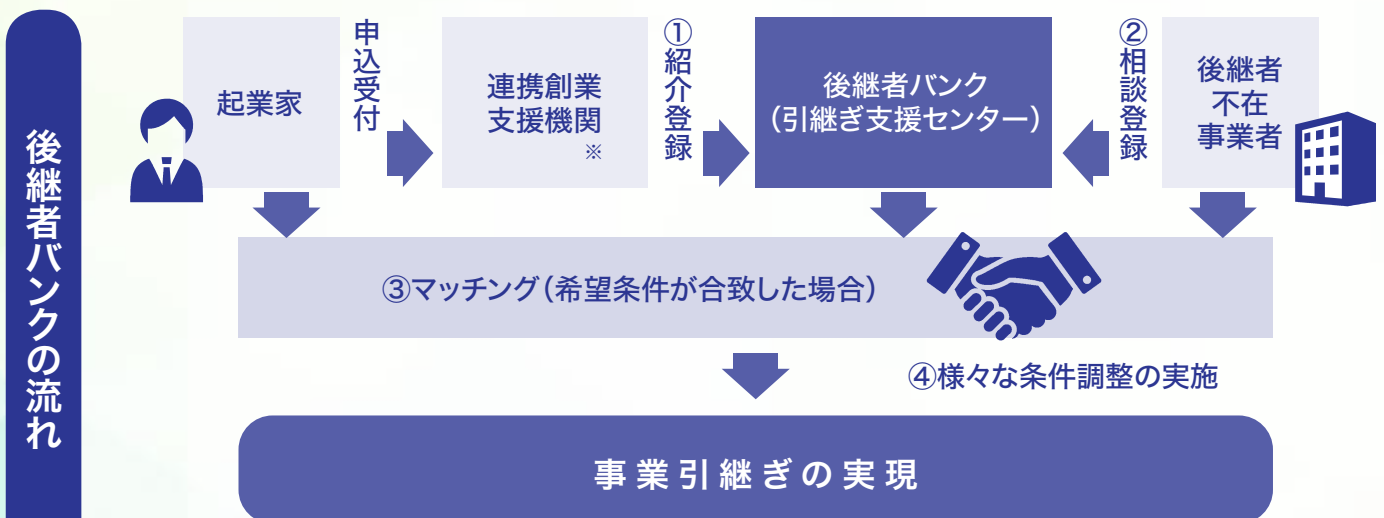 後継者バンクの流れ
起業家
申込受付
連携創業
支援機関
※
①紹介登録
後継者バンク
(引継ぎ支援センター)
②相談登録
後継者
不在
事業者
③マッチング(希望条件が合致した場合)
④様々な条件調整の実施
事業引継ぎの実現